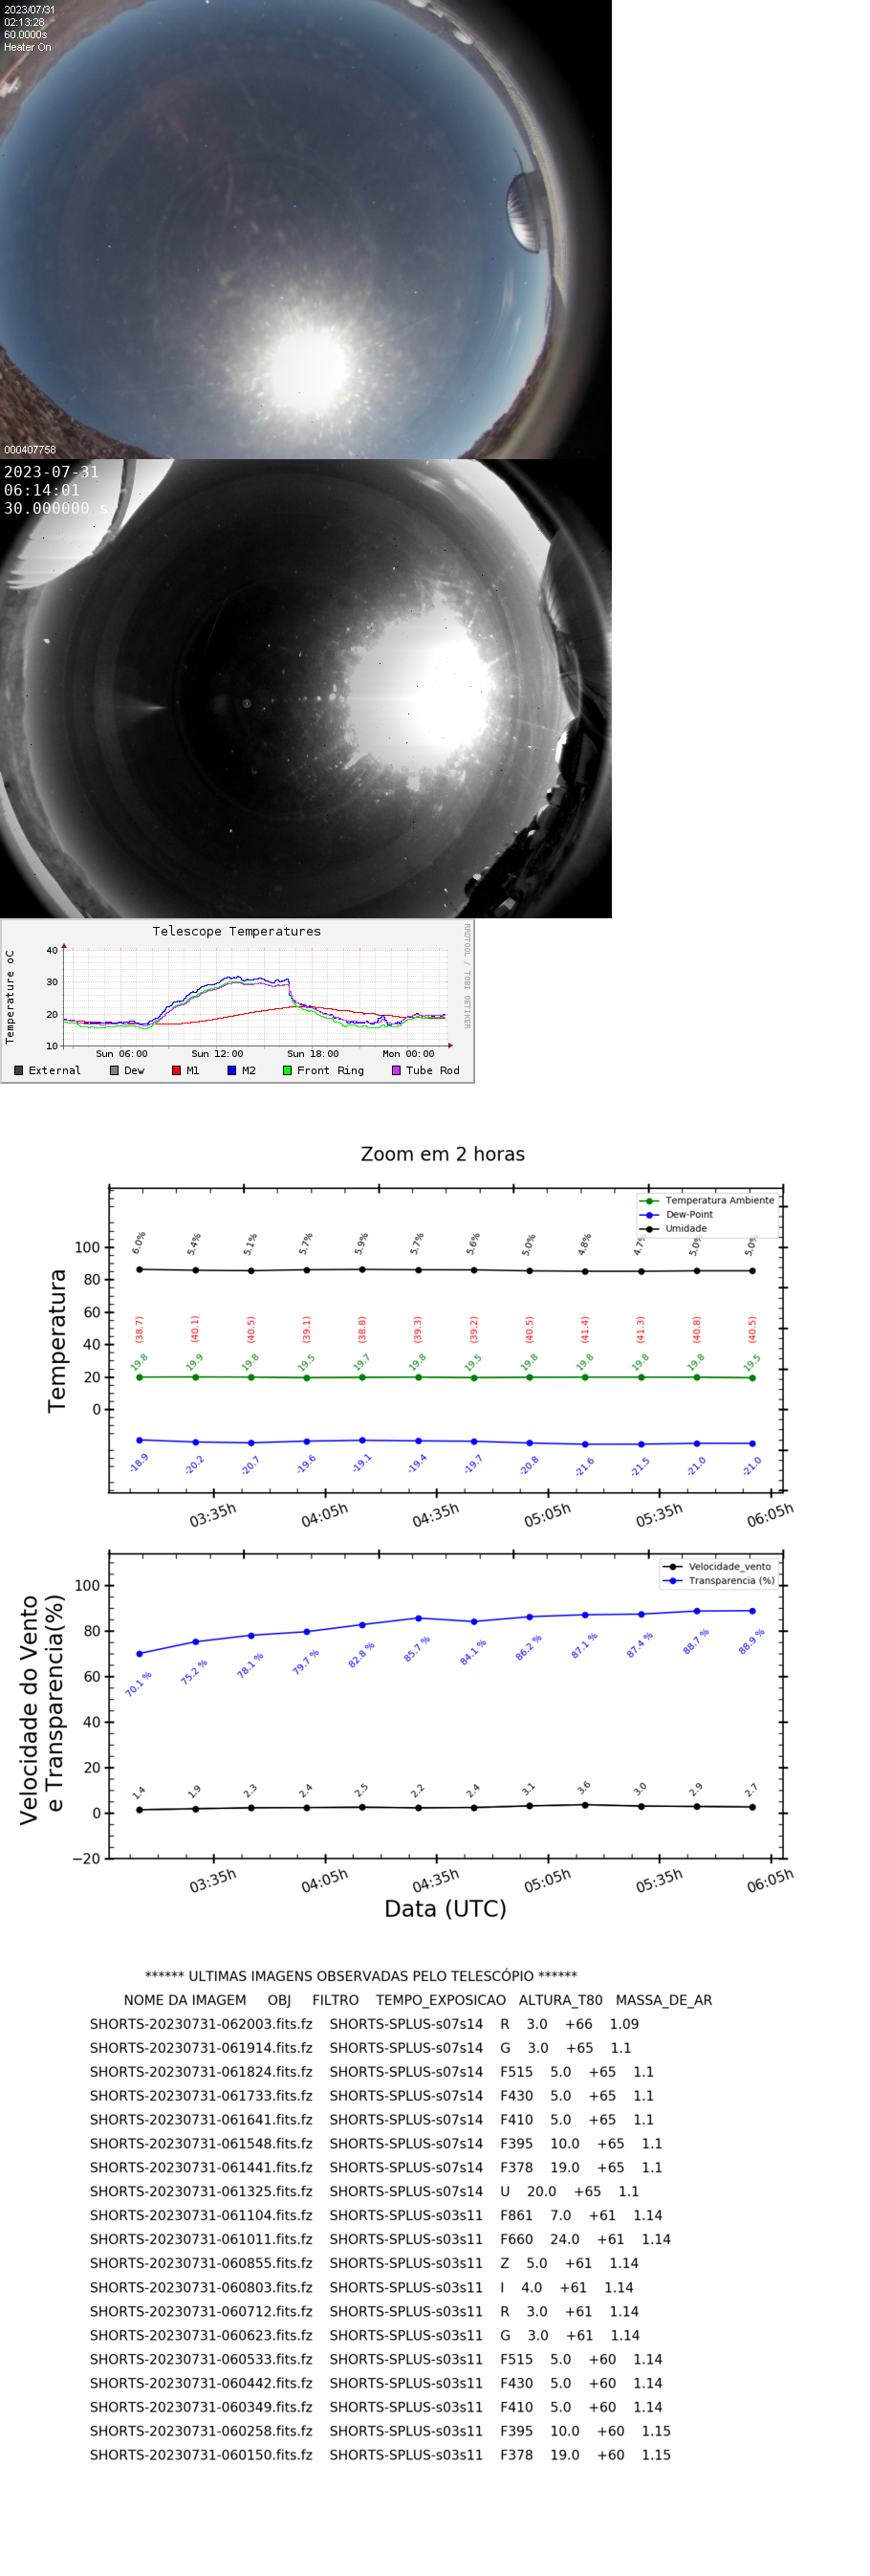 2023/07/31
02:13:28
60.0000s
Heater On
000407758
2023-07-31
06:14:01
30.000000 s
Telescope Temperatures
RRDTOOL / TOBI OETIKER
Temperature oC
40
30
20
10
Sun 06:00 Sun 12:00 Sun 18:00 Mon 00:00
External Dew M1 M2 Front Ring Tube Rod
Zoom em 2 horas
Temperatura Ambiente
Dew-Point
Umidade
Temperatura
100
80
60
40
20
0
6.0% 5.4% 5.1% 5.7% 5.9% 5.7% 5.6% 5.0% 4.8% 4.7% 5.0% 5.0%
(38.7) (40.1) (40.5) (39.1) (38.8) (39.3) (39.2) (40.5) (41.4) (41.3) (40.8) (40.5)
19.8 19.9 19.8 19.5 19.7 19.8 19.5 19.8 19.8 19.8 19.8 19.5
-18.9 -20.2 -20.7 -19.6 -19.1 -19.4 -19.7 -20.8 -21.6 -21.5 -21.0 -21.0
03:35h 04:05h 04:35h 05:05h 05:35h 06:05h
Velocidade_vento
Transparencia (%)
Velocidade do Vento
e Transparencia(%)
100
80
60
40
20
0
−20
70.1 % 75.2 % 78.1 % 79.7 % 82.8 % 85.7 % 84.1 % 86.2 % 87.1 % 87.4 % 88.7 % 88.9 %
1.4 1.9 2.3 2.4 2.5 2.2 2.4 3.1 3.6 3.0 2.9 2.7
03:35h 04:05h 04:35h 05:05h 05:35h 06:05h
Data (UTC)
****** ULTIMAS IMAGENS OBSERVADAS PELO TELESCÓPIO ******
NOME DA IMAGEM OBJ FILTRO TEMPO_EXPOSICAO ALTURA_T80 MASSA_DE_AR
SHORTS-20230731-062003.fits.fz SHORTS-SPLUS-s07s14 R 3.0 +66 1.09
SHORTS-20230731-061914.fits.fz SHORTS-SPLUS-s07s14 G 3.0 +65 1.1
SHORTS-20230731-061824.fits.fz SHORTS-SPLUS-s07s14 F515 5.0 +65 1.1
SHORTS-20230731-061733.fits.fz SHORTS-SPLUS-s07s14 F430 5.0 +65 1.1
SHORTS-20230731-061641.fits.fz SHORTS-SPLUS-s07s14 F410 5.0 +65 1.1
SHORTS-20230731-061548.fits.fz SHORTS-SPLUS-s07s14 F395 10.0 +65 1.1
SHORTS-20230731-061441.fits.fz SHORTS-SPLUS-s07s14 F378 19.0 +65 1.1
SHORTS-20230731-061325.fits.fz SHORTS-SPLUS-s07s14 U 20.0 +65 1.1
SHORTS-20230731-061104.fits.fz SHORTS-SPLUS-s03s11 F861 7.0 +61 1.14
SHORTS-20230731-061011.fits.fz SHORTS-SPLUS-s03s11 F660 24.0 +61 1.14
SHORTS-20230731-060855.fits.fz SHORTS-SPLUS-s03s11 Z 5.0 +61 1.14
SHORTS-20230731-060803.fits.fz SHORTS-SPLUS-s03s11 I 4.0 +61 1.14
SHORTS-20230731-060712.fits.fz SHORTS-SPLUS-s03s11 R 3.0 +61 1.14
SHORTS-20230731-060623.fits.fz SHORTS-SPLUS-s03s11 G 3.0 +61 1.14
SHORTS-20230731-060533.fits.fz SHORTS-SPLUS-s03s11 F515 5.0 +60 1.14
SHORTS-20230731-060442.fits.fz SHORTS-SPLUS-s03s11 F430 5.0 +60 1.14
SHORTS-20230731-060349.fits.fz SHORTS-SPLUS-s03s11 F410 5.0 +60 1.14
SHORTS-20230731-060258.fits.fz SHORTS-SPLUS-s03s11 F395 10.0 +60 1.15
SHORTS-20230731-060150.fits.fz SHORTS-SPLUS-s03s11 F378 19.0 +60 1.15